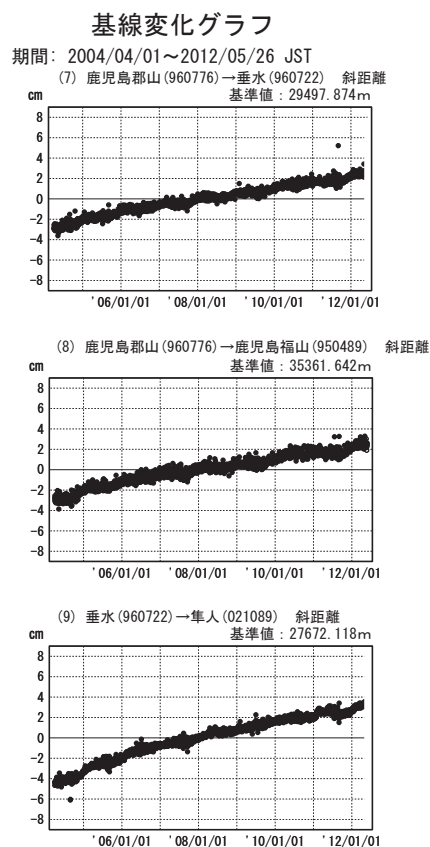 基線変化グラフ
期間: 2004/04/01～2012/05/26 JST
(7) 鹿児島郡山(960776)→垂水(960722) 斜距離
cm 基準値：29497.874m
8
6
4
2
0
-2
-4
-6
-8
'06/01/01 '08/01/01 '10/01/01 '12/01/01
(8) 鹿児島郡山(960776)→鹿児島福山(950489) 斜距離
cm 基準値：35361.642m
8
6
4
2
0
-2
-4
-6
-8
'06/01/01 '08/01/01 '10/01/01 '12/01/01
(9) 垂水(960722)→隼人(021089) 斜距離
cm 基準値：27672.118m
8
6
4
2
0
-2
-4
-6
-8
'06/01/01 '08/01/01 '10/01/01 '12/01/01